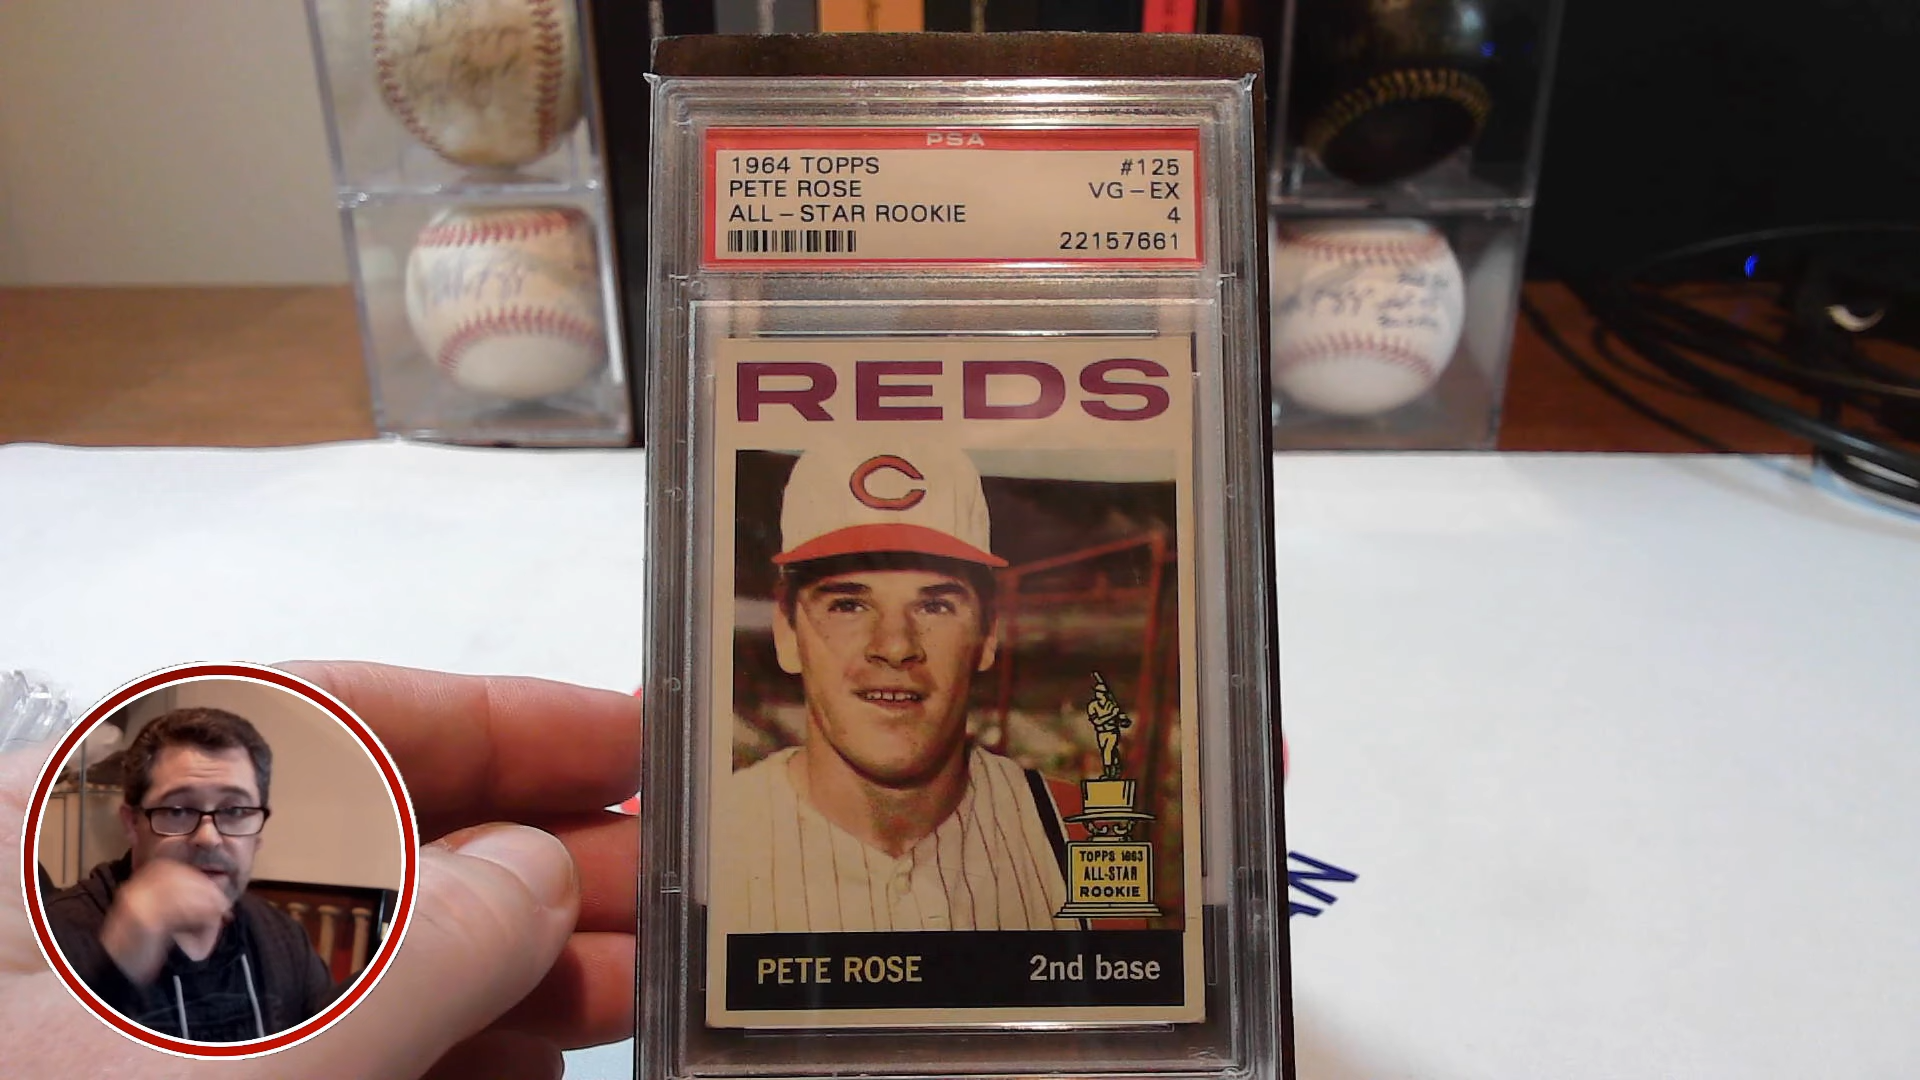 PSA
1964 TOPPS #125
PETE ROSE VG-EX
ALL-STAR ROOKIE 4
22157661
REDS
C
TOPPS 1963
ALL-STAR
ROOKIE
PETE ROSE 2nd base